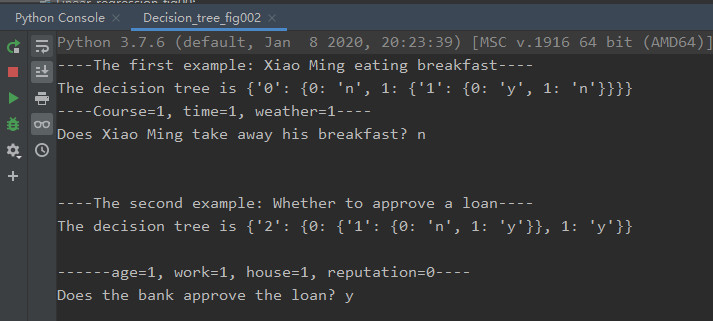 Python Console
Decision_tree_fig002
Python 3.7.6 (default, Jan  8 2020, 20:23:39) [MSC v.1916 64 bit (AMD64)]
----The first example: Xiao Ming eating breakfast----
The decision tree is {'0': {0: 'n', 1: {'1': {0: 'y', 1: 'n'}}}}
----Course=1, time=1, weather=1----
Does Xiao Ming take away his breakfast? n
----The second example: Whether to approve a loan----
The decision tree is {'2': {0: {'1': {0: 'n', 1: 'y'}}, 1: 'y'}}
------age=1, work=1, house=1, reputation=0----
Does the bank approve the loan? y